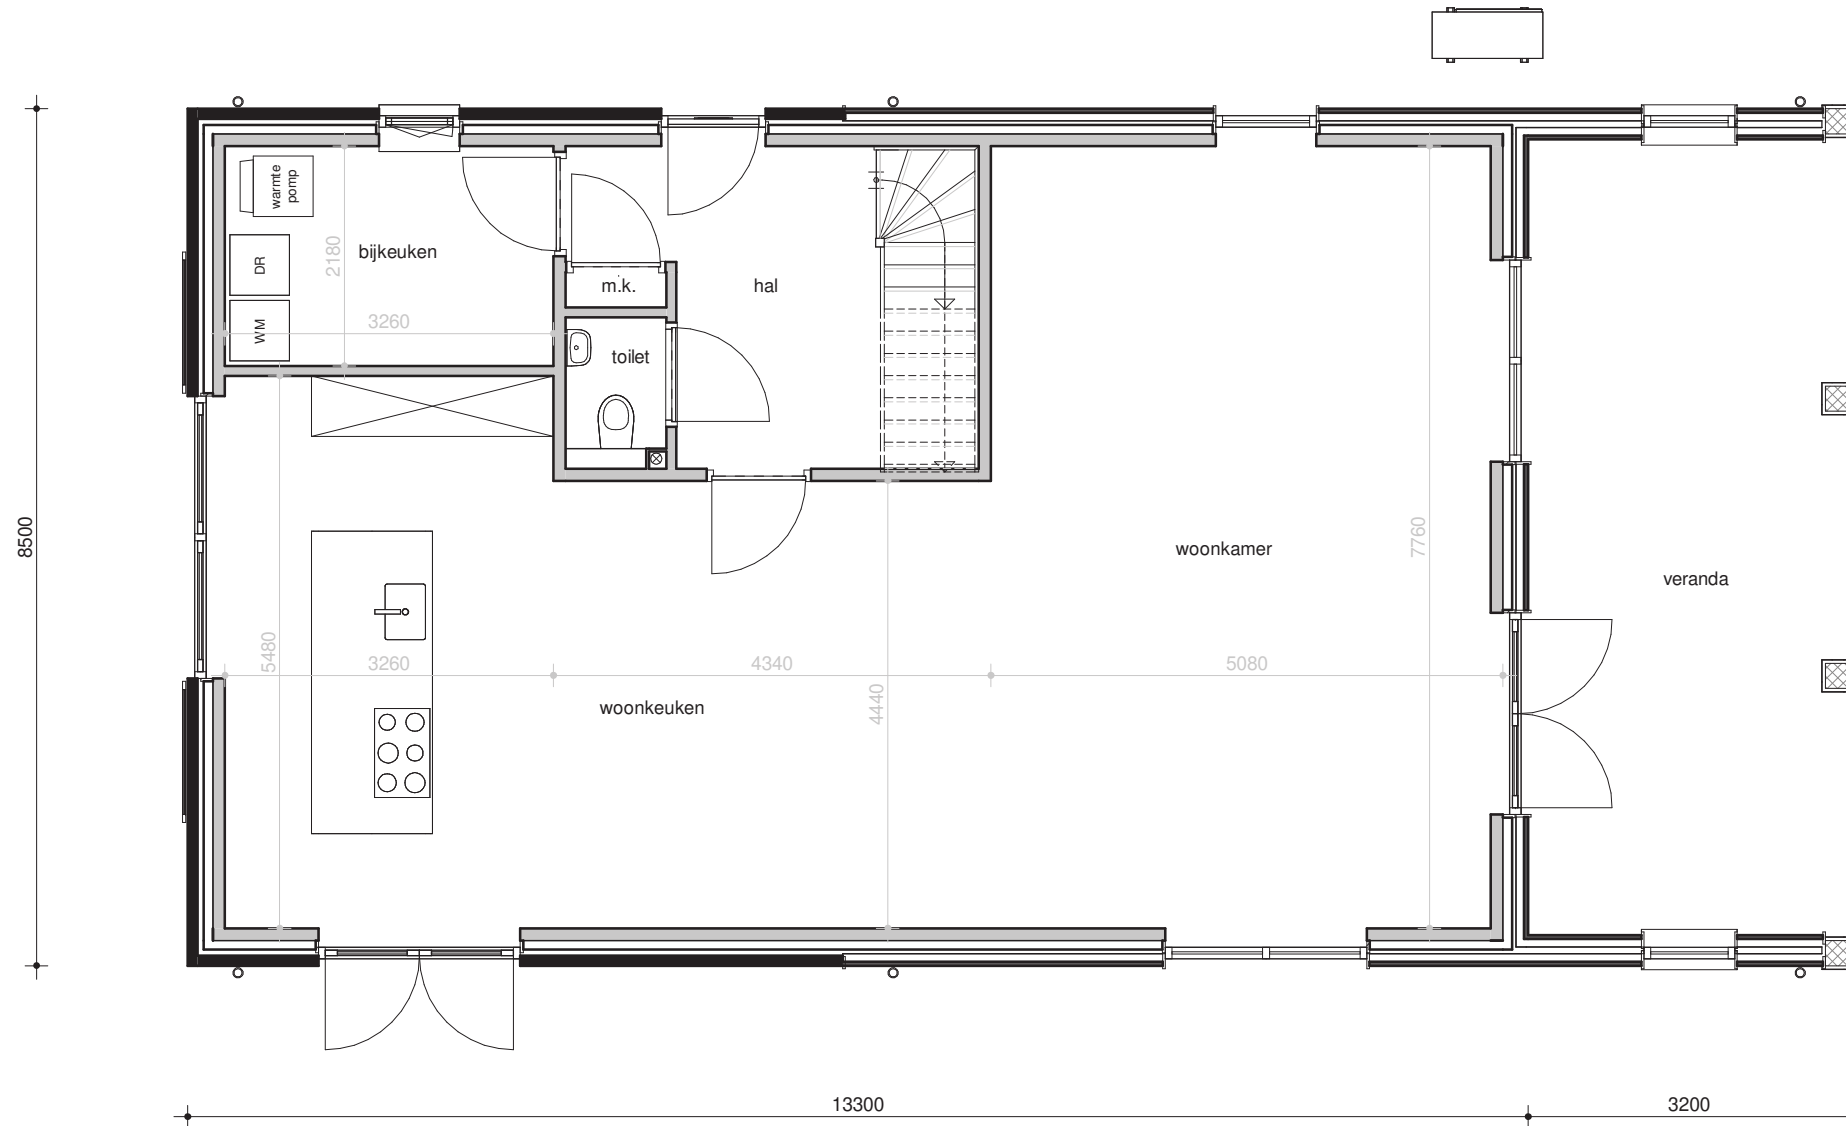 warmte
pomp
DR
WM
2180
bijkeuken
3260
m.k.
hal
toilet
8500
woonkamer
7760
veranda
5480
3260
4340
5080
4440
woonkeuken
13300
3200